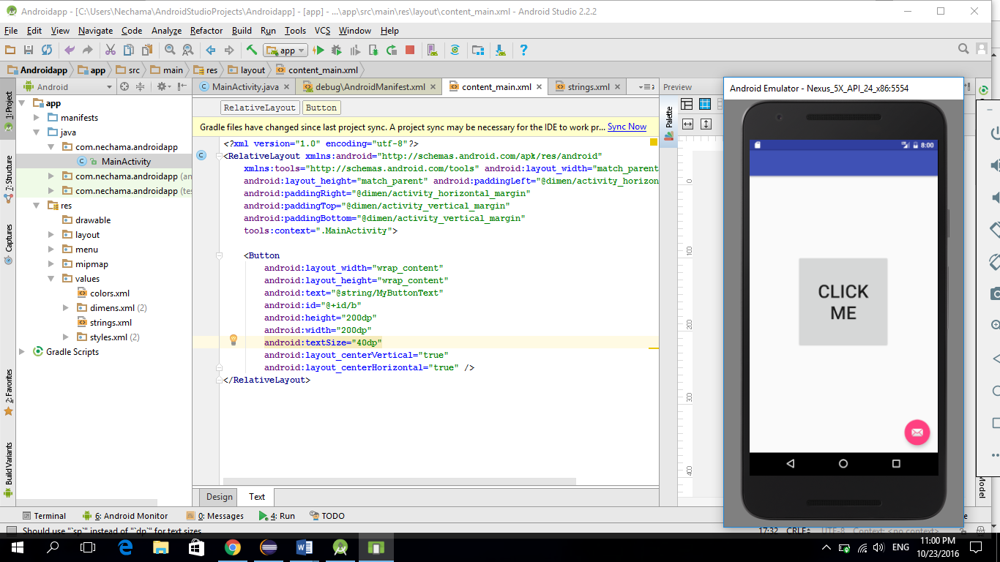 Androidapp - [C:\Users\Nechama\AndroidStudioProjects\Androidapp] - [app] - ...\app\src\main\res\layout\content_main.xml - Android Studio 2.2.2
File Edit View Navigate Code Analyze Refactor Build Run Tools VCS Window Help
app
Androidapp app src main res layout content_main.xml
Android
MainActivity.java debug\AndroidManifest.xml content_main.xml strings.xml
Preview
1: Project
7: Structure
Captures
2: Favorites
Build Variants
app
manifests
java
com.nechama.androidapp
MainActivity
com.nechama.androidapp (an
com.nechama.androidapp (tes
res
drawable
layout
menu
mipmap
values
colors.xml
dimens.xml (2)
strings.xml
styles.xml (2)
Gradle Scripts
RelativeLayout Button
Gradle files have changed since last project sync. A project sync may be necessary for the IDE to work pr... Sync Now
<?xml version="1.0" encoding="utf-8"?>
<RelativeLayout xmlns:android="http://schemas.android.com/apk/res/android"
xmlns:tools="http://schemas.android.com/tools" android:layout_width="match_parent
android:layout_height="match_parent" android:paddingLeft="@dimen/activity_horizon
android:paddingRight="@dimen/activity_horizontal_margin"
android:paddingTop="@dimen/activity_vertical_margin"
android:paddingBottom="@dimen/activity_vertical_margin"
tools:context=".MainActivity">
<Button
android:layout_width="wrap_content"
android:layout_height="wrap_content"
android:text="@string/MyButtonText"
android:id="@+id/b"
android:height="200dp"
android:width="200dp"
android:textSize="40dp"
android:layout_centerVertical="true"
android:layout_centerHorizontal="true" />
</RelativeLayout>
Design Text
Palette
0
100
200
300
400
Android Emulator - Nexus_5X_API_24_x86:5554
8:00
CLICK
ME
Model
Terminal 6: Android Monitor 0: Messages 4: Run TODO
Should use "`sp`" instead of "`dp`" for text sizes
17:32 CRLF UTF-8 Context: <no context>
ENG
11:00 PM
10/23/2016